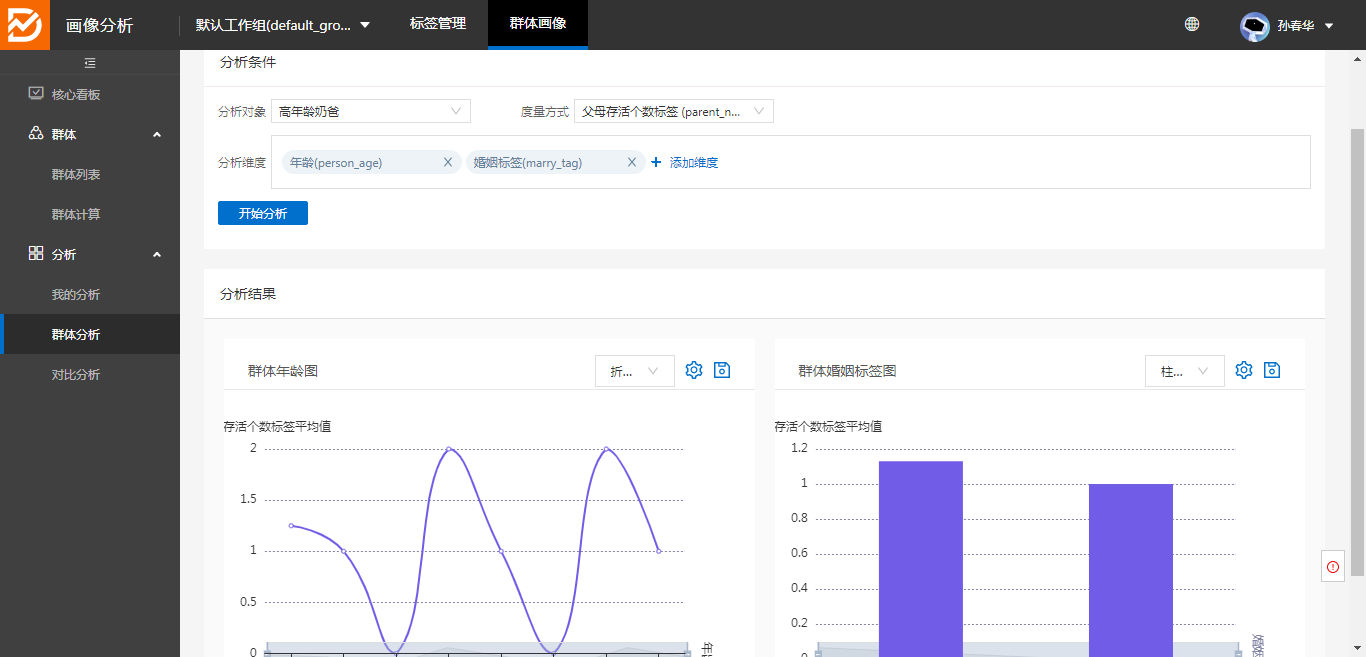 画像分析
默认工作组(default_gro...
标签管理
群体画像
孙春华
核心看板
群体
群体列表
群体计算
分析
我的分析
群体分析
对比分析
分析条件
分析对象
高年龄奶爸
度量方式
父母存活个数标签 (parent_n...
分析维度
年龄(person_age)
婚姻标签(marry_tag)
添加维度
开始分析
分析结果
群体年龄图
折...
存活个数标签平均值
2
1.5
1
0.5
0
群体婚姻标签图
柱...
存活个数标签平均值
1.2
1
0.8
0.6
0.4
0.2
0